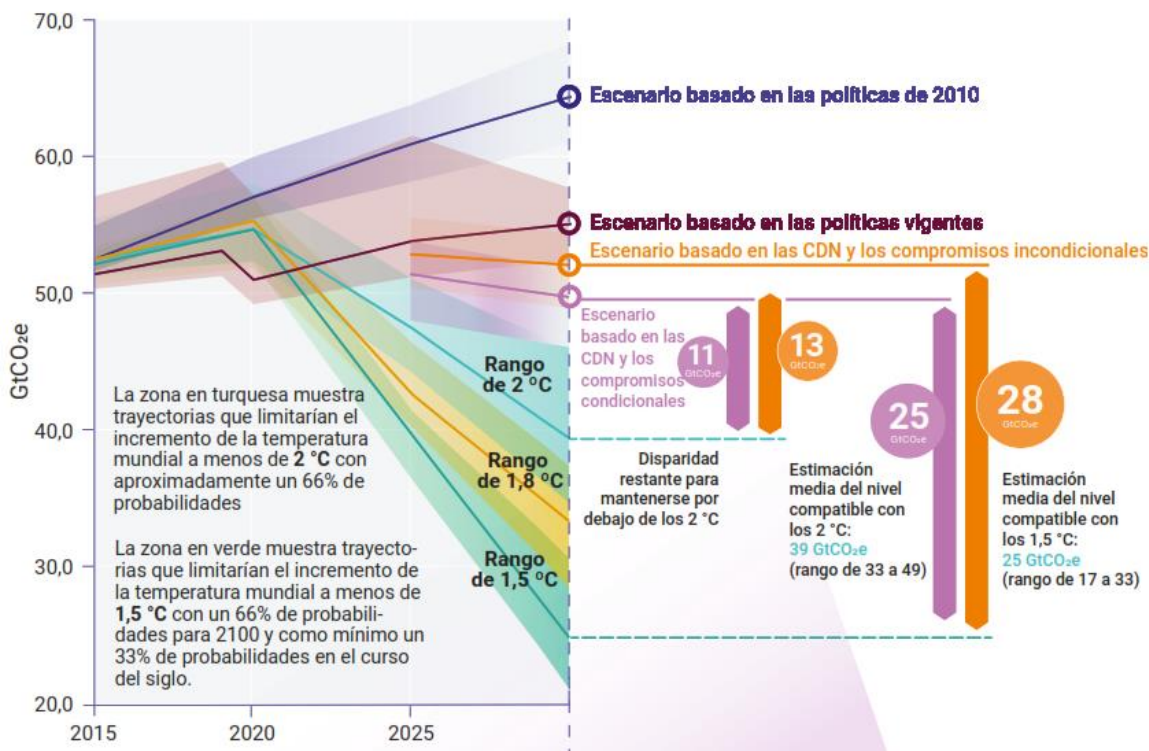 70,0
60,0
50,0
40,0
30,0
20,0
GtCO₂e
2015
2020
2025
Escenario basado en las políticas de 2010
Escenario basado en las políticas vigentes
Escenario basado en las CDN y los compromisos incondicionales
Escenario
basado en las
CDN y los
compromisos
condicionales
Rango
de 2 ºC
Rango
de 1,8 ºC
Rango
de 1,5 ºC
La zona en turquesa muestra
trayectorias que limitarían el
incremento de la temperatura
mundial a menos de 2 °C con
aproximadamente un 66% de
probabilidades
La zona en verde muestra trayecto-
rias que limitarían el incremento de
la temperatura mundial a menos de
1,5 °C con un 66% de probabili-
dades para 2100 y como mínimo un
33% de probabilidades en el curso
del siglo.
11
GtCO₂e
13
GtCO₂e
25
GtCO₂e
28
GtCO₂e
Disparidad
restante para
mantenerse por
debajo de los 2 °C
Estimación
media del nivel
compatible con
los 2 °C:
39 GtCO₂e
(rango de 33 a 49)
Estimación
media del nivel
compatible con
los 1,5 °C:
25 GtCO₂e
(rango de 17 a 33)